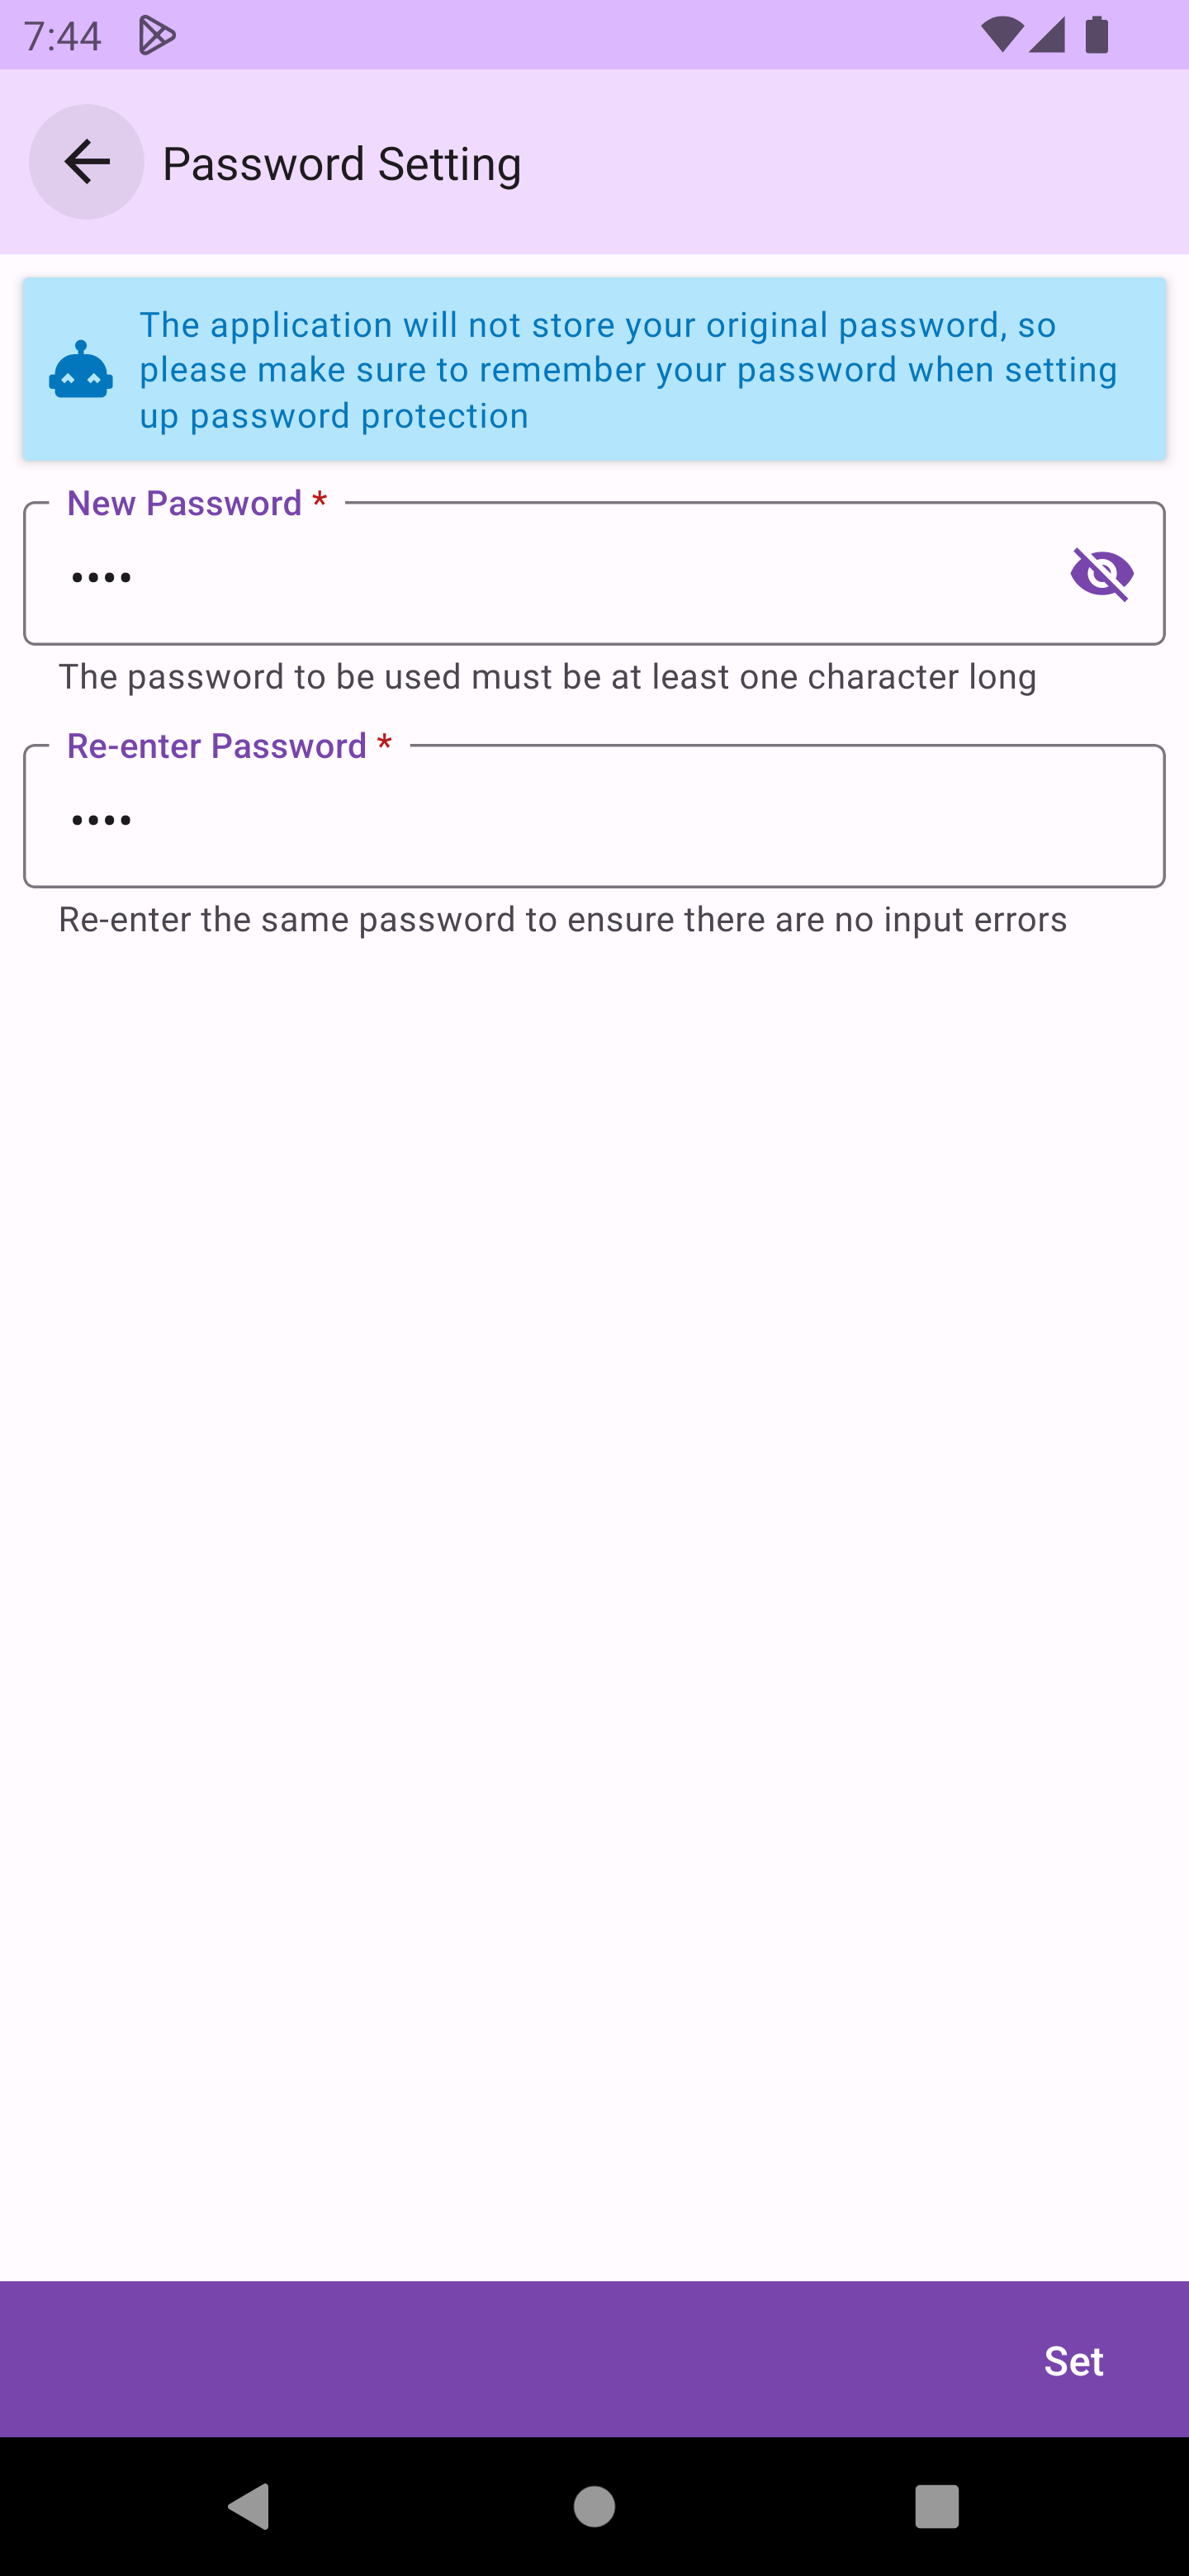 7:44
Password Setting
The application will not store your original password, so
please make sure to remember your password when setting
up password protection
New Password *
••••
The password to be used must be at least one character long
Re-enter Password *
••••
Re-enter the same password to ensure there are no input errors
Set